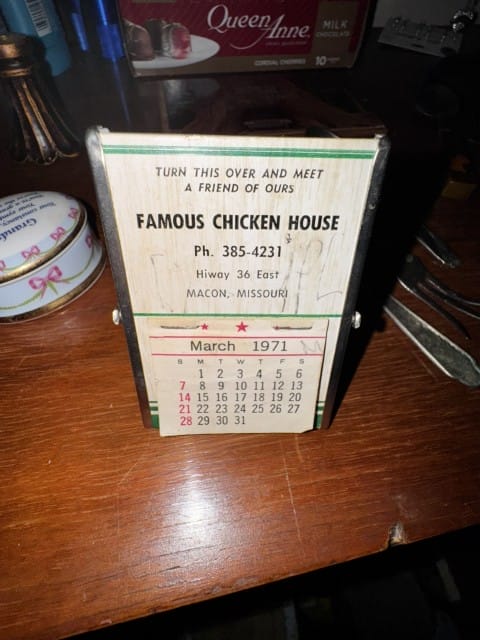 Queen
Anne
MILK
CHOCOLATE
CORDIAL CHERRIES
10
TURN THIS OVER AND MEET
A FRIEND OF OURS
FAMOUS CHICKEN HOUSE
Ph. 385-4231
Hiway 36 East
MACON, MISSOURI
March 1971
S M T W T F S
1 2 3 4 5 6
7 8 9 10 11 12 13
14 15 16 17 18 19 20
21 22 23 24 25 26 27
28 29 30 31